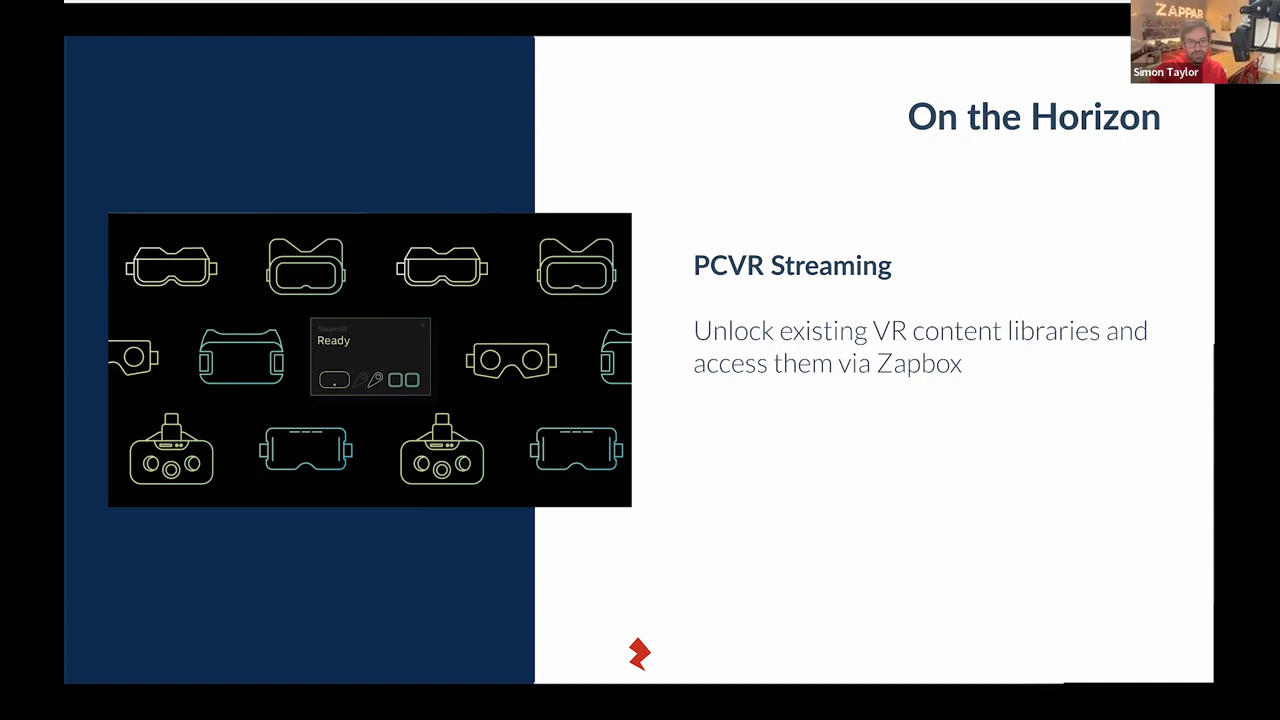 ZAPPAR
Simon Taylor
On the Horizon
SteamVR
Ready
PCVR Streaming
Unlock existing VR content libraries and
access them via Zapbox